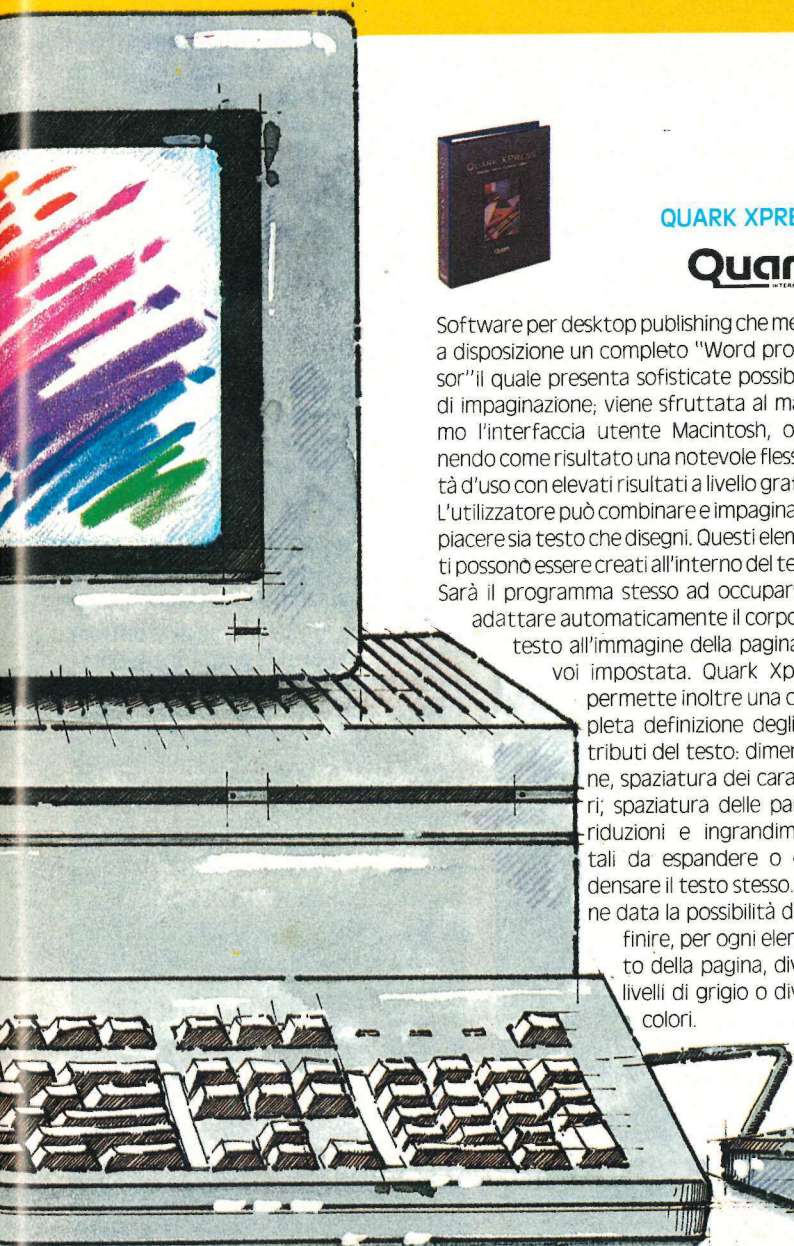 QUARK XPRESS
QUARK XPRE
Quar
INTERN
Software per desktop publishing che me
a disposizione un completo "Word pro
sor"il quale presenta sofisticate possib
di impaginazione; viene sfruttata al ma
mo l'interfaccia utente Macintosh, o
nendo come risultato una notevole fless
tà d'uso con elevati risultati a livello graf
L'utilizzatore può combinare e impagina
piacere sia testo che disegni. Questi elem
ti possono essere creati all'interno del te
Sarà il programma stesso ad occupar
adattare automaticamente il corpo
testo all'immagine della pagina
voi impostata. Quark Xp
permette inoltre una c
pleta definizione degli
tributi del testo: dimen
ne, spaziatura dei cara
ri; spaziatura delle pa
riduzioni e ingrandim
tali da espandere o
densare il testo stesso.
ne data la possibilità d
finire, per ogni elem
to della pagina, div
livelli di grigio o div
colori.